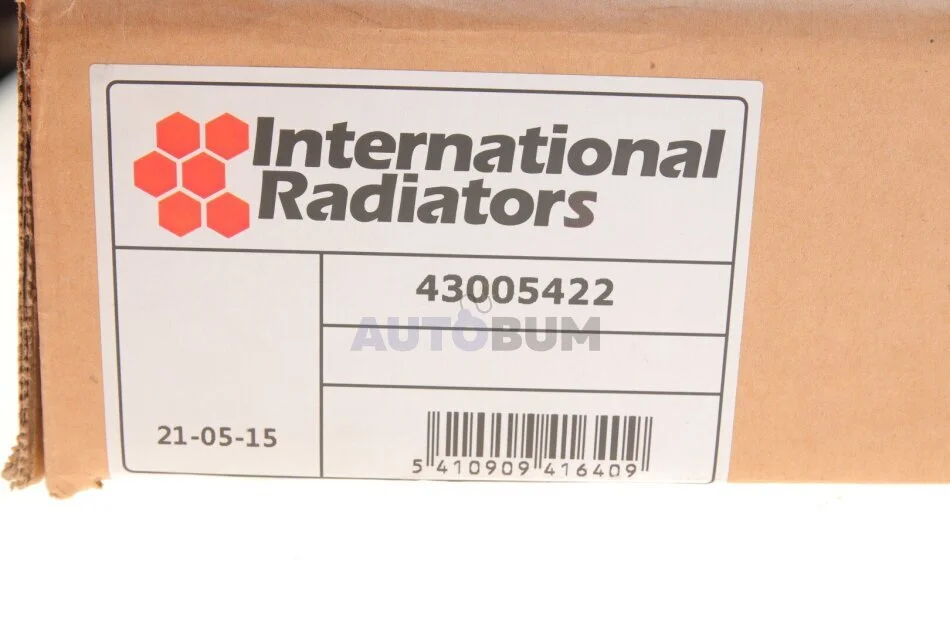 International
Radiators
43005422
AUTOBUM
21-05-15
5 410909 416409